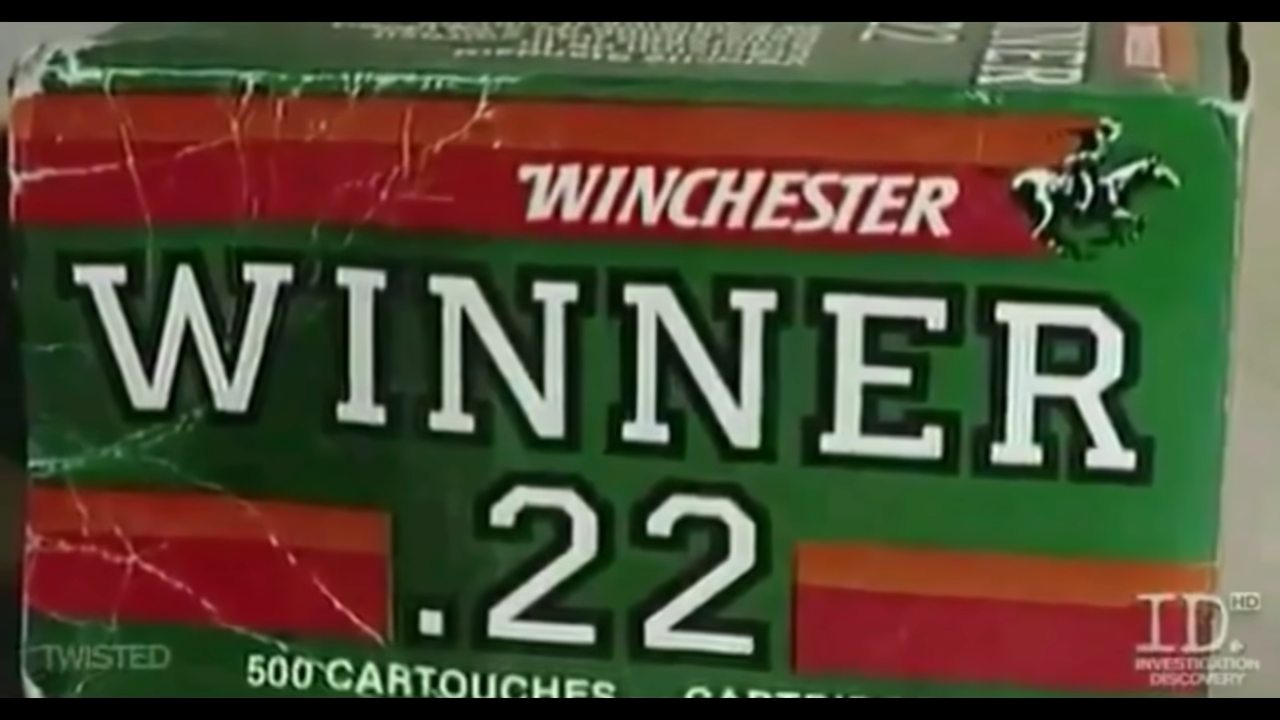 WINCHESTER
WINNER
.22
500 CARTOUCHES
TWISTED
ID. HD
INVESTIGATION
DISCOVERY